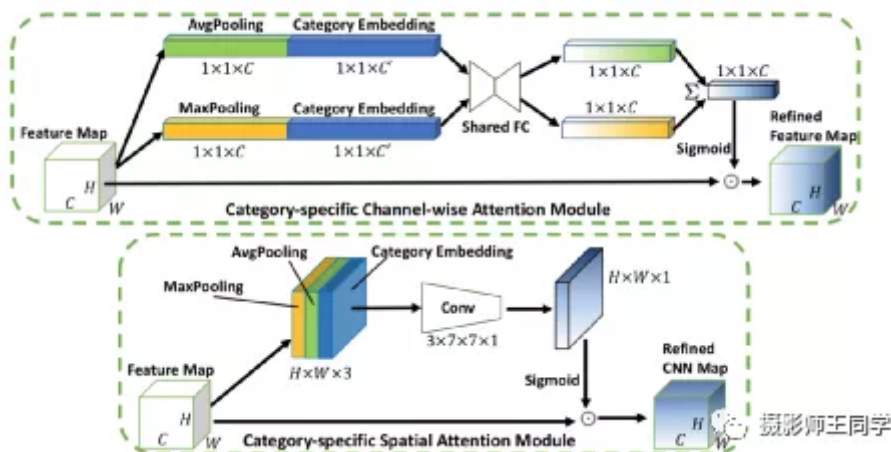 AvgPooling Category Embedding
1×1×C 1×1×C'
MaxPooling Category Embedding
1×1×C 1×1×C'
Shared FC
1×1×C
1×1×C
Σ
1×1×C
Sigmoid
Feature Map
C H W
Refined
Feature Map
C H W
Category-specific Channel-wise Attention Module
AvgPooling Category Embedding
MaxPooling
H×W×3
Conv
3×7×7×1
H×W×1
Sigmoid
Feature Map
C H W
Refined
CNN Map
C H W
Category-specific Spatial Attention Module
摄影师王同学